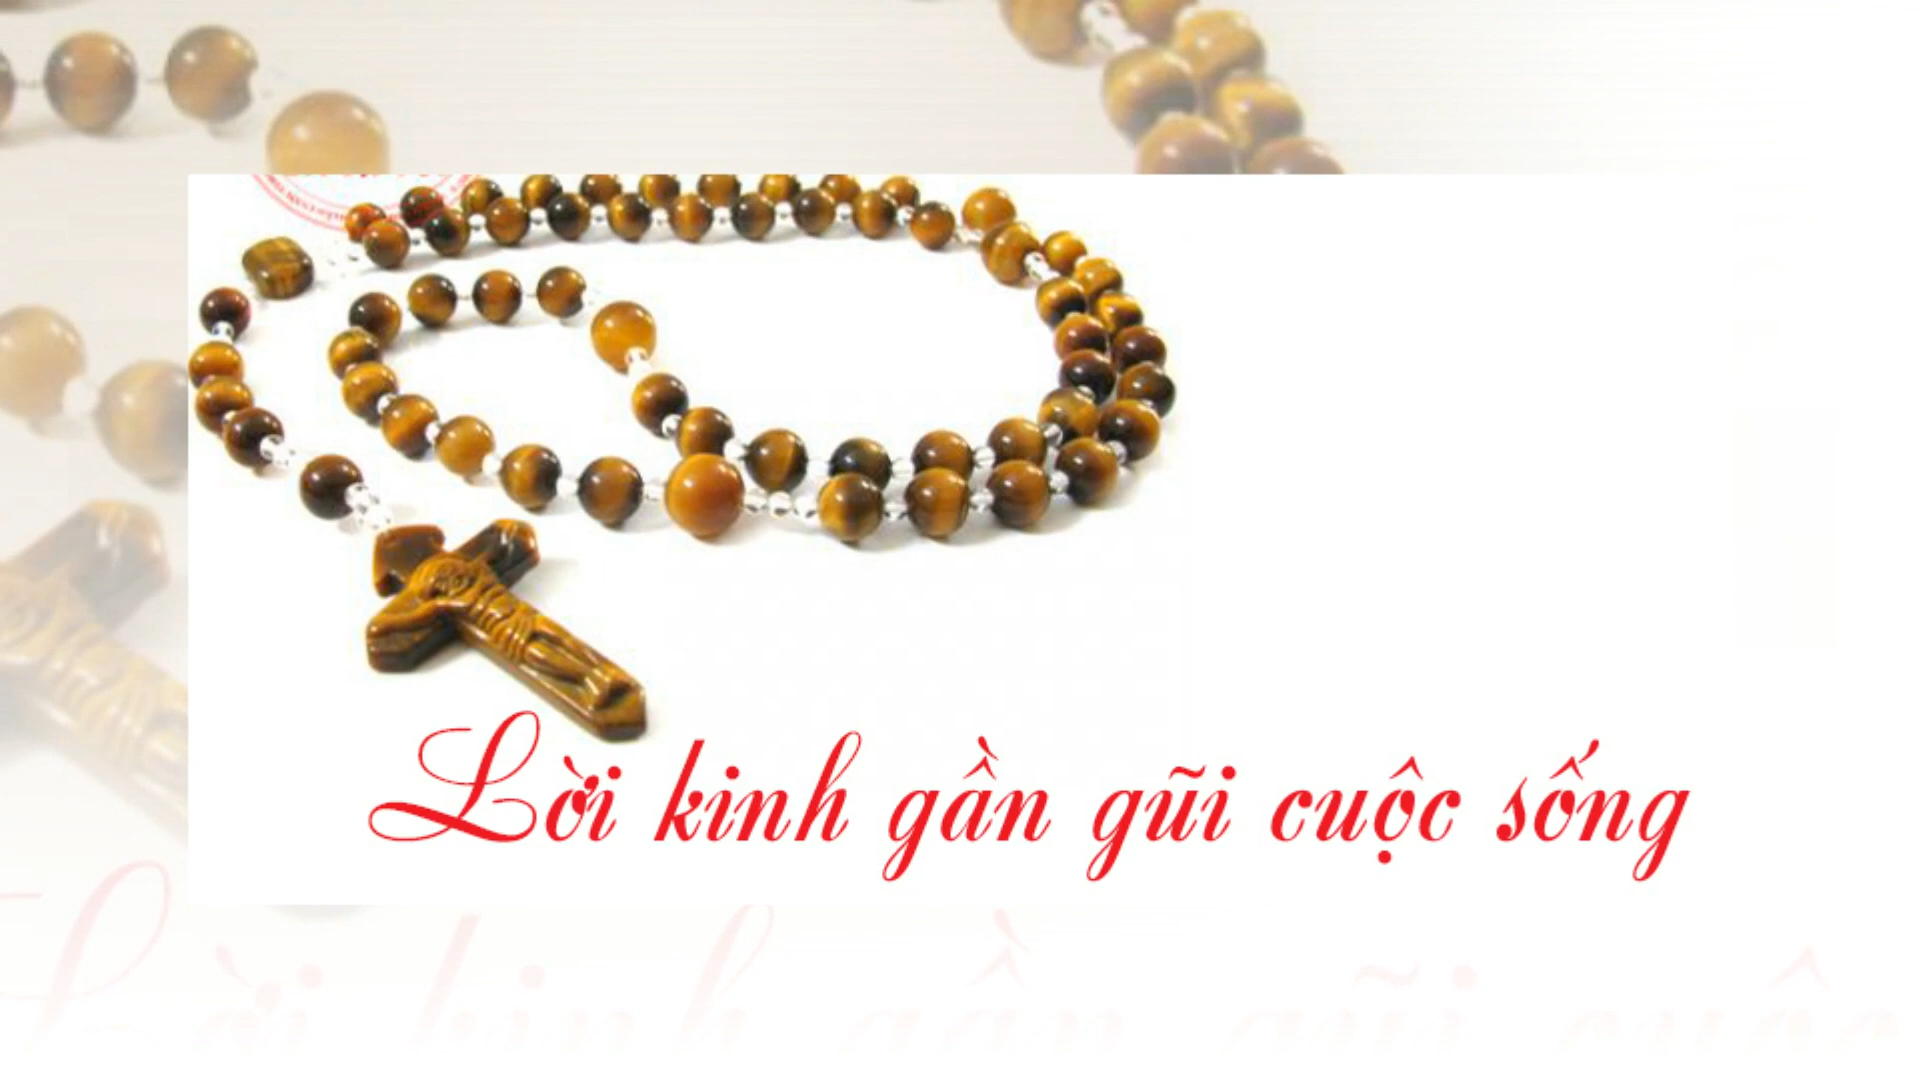 Lời kinh gần gũi cuộc sống